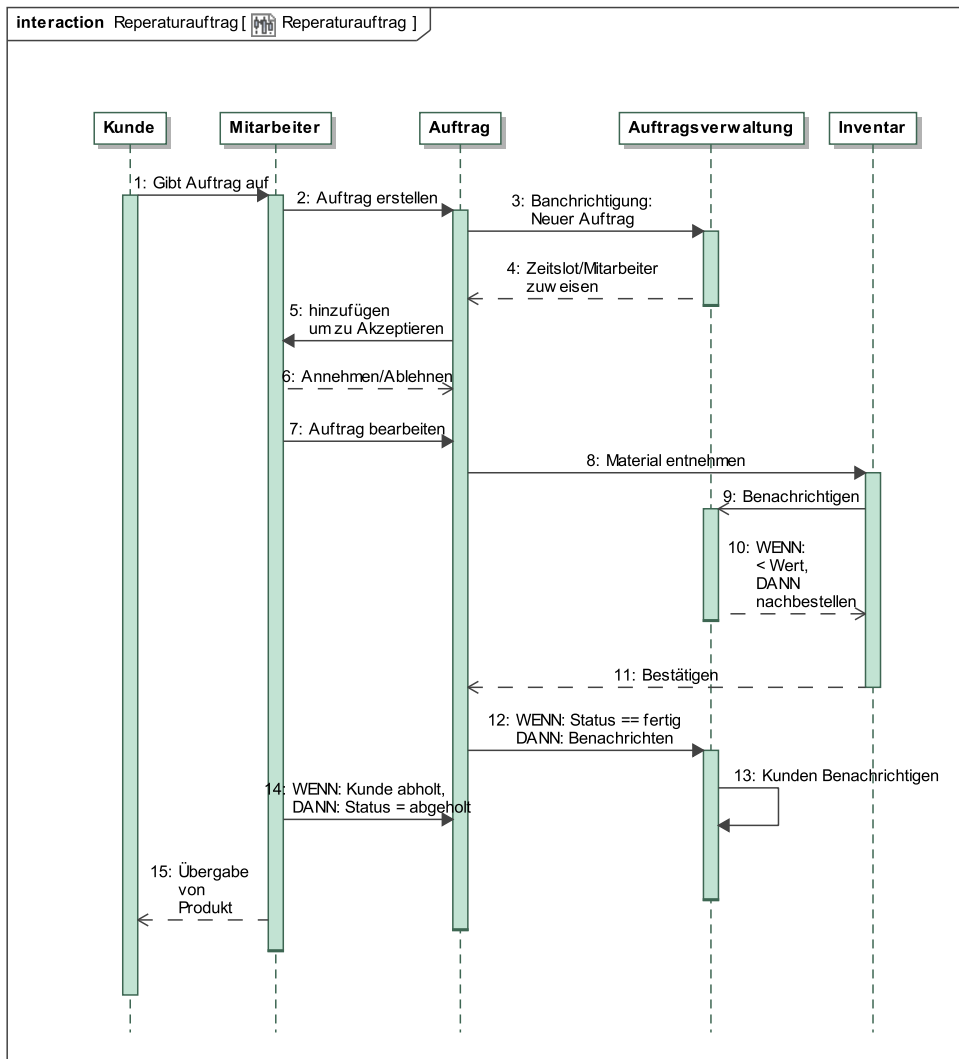 interaction Reperaturauftrag [ Reperaturauftrag ]
Kunde
Mitarbeiter
Auftrag
Auftragsverwaltung
Inventar
1: Gibt Auftrag auf
2: Auftrag erstellen
3: Banchrichtigung:
Neuer Auftrag
4: Zeitslot/Mitarbeiter
zuweisen
5: hinzufügen
um zu Akzeptieren
6: Annehmen/Ablehnen
7: Auftrag bearbeiten
8: Material entnehmen
9: Benachrichtigen
10: WENN:
< Wert,
DANN
nachbestellen
11: Bestätigen
12: WENN: Status == fertig
DANN: Benachrichten
13: Kunden Benachrichtigen
14: WENN: Kunde abholt,
DANN: Status = abgeholt
15: Übergabe
von
Produkt